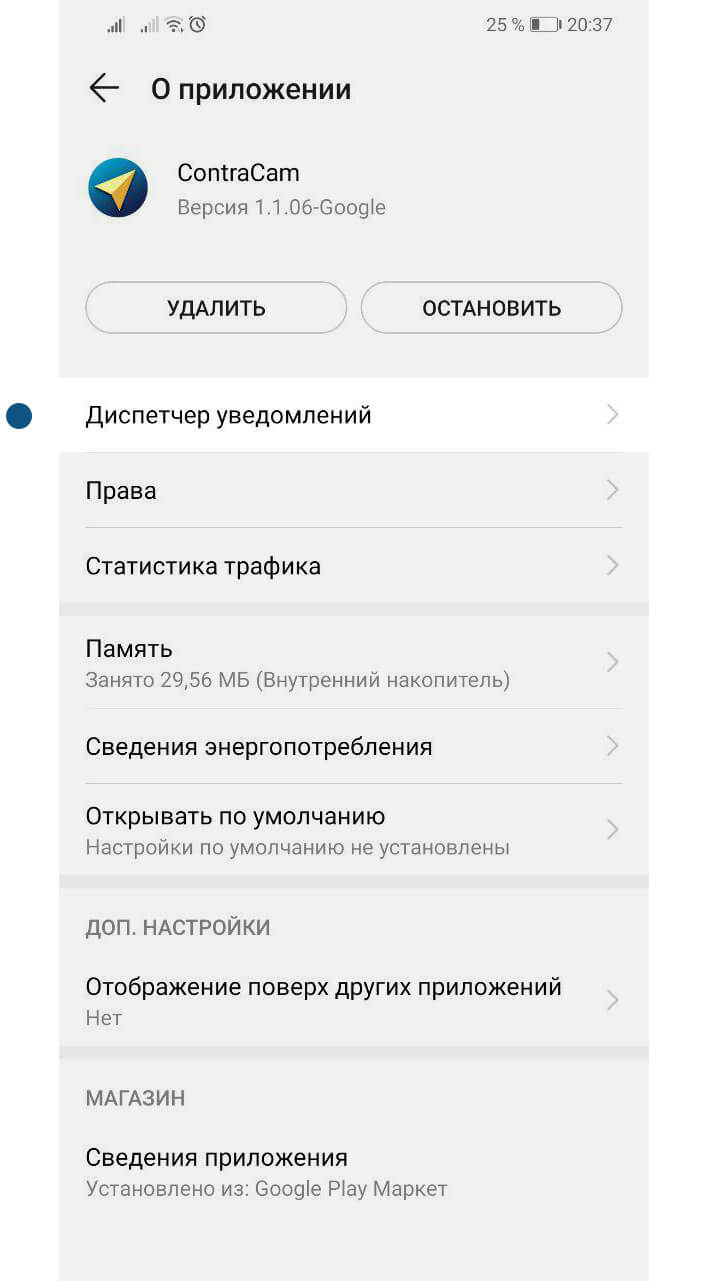 25 % 20:37
О приложении
ContraCam
Версия 1.1.06-Google
УДАЛИТЬ ОСТАНОВИТЬ
Диспетчер уведомлений
Права
Статистика трафика
Память
Занято 29,56 МБ (Внутренний накопитель)
Сведения энергопотребления
Открывать по умолчанию
Настройки по умолчанию не установлены
ДОП. НАСТРОЙКИ
Отображение поверх других приложений
Нет
МАГАЗИН
Сведения приложения
Установлено из: Google Play Маркет